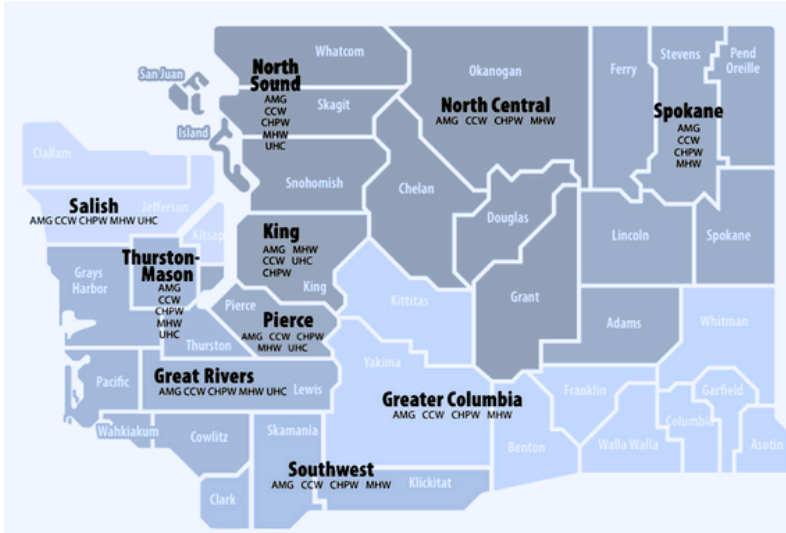 Whatcom
San Juan
North
Sound
AMG
CCW
CHPW
MHW
UHC
Skagit
Island
Snohomish
Okanogan
North Central
AMG CCW CHPW MHW
Ferry
Stevens
Pend
Oreille
Spokane
AMG
CCW
CHPW
MHW
Clallam
Jefferson
Salish
AMG CCW CHPW MHW UHC
Kitsap
King
AMG MHW
CCW UHC
CHPW
King
Chelan
Douglas
Lincoln
Spokane
Grays
Harbor
Thurston-
Mason
AMG
CCW
CHPW
MHW
UHC
Thurston
Pierce
Pierce
AMG CCW CHPW
MHW UHC
Kittitas
Grant
Adams
Whitman
Pacific
Great Rivers
AMG CCW CHPW MHW UHC
Lewis
Yakima
Greater Columbia
AMG CCW CHPW MHW
Franklin
Garfield
Columbia
Walla Walla
Asotin
Benton
Wahkiakum
Cowlitz
Skamania
Southwest
AMG CCW CHPW MHW
Klickitat
Clark